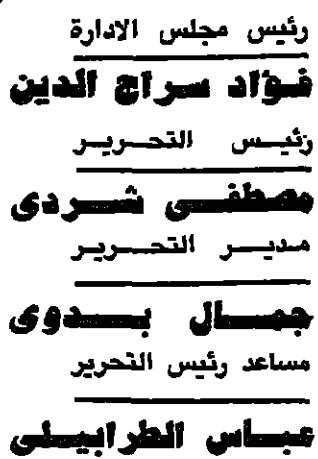 رئيس مجلس الادارة
فؤاد سراج الدين
رئيس التحرير
مصطفى شردى
مدير التحرير
جمال بدوى
مساعد رئيس التحرير
عباس الطرابيلى